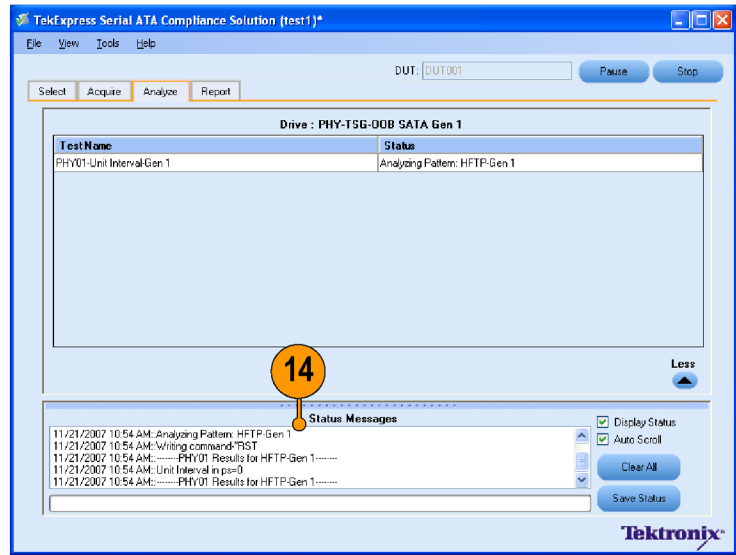 TekExpress Serial ATA Compliance Solution (test1)*
File View Tools Help
DUT: DUT001 Pause Stop
Select Acquire Analyze Report
Drive : PHY-TSG-OOB SATA Gen 1
Test Name Status
PHY01-Unit Interval-Gen 1 Analyzing Pattern: HFTP-Gen 1
Less
14
Status Messages
Display Status
Auto Scroll
11/21/2007 10:54 AM::Analyzing Pattern: HFTP-Gen 1
11/21/2007 10:54 AM::Writing command-*RST
11/21/2007 10:54 AM::--------PHY01 Results for HFTP-Gen 1-------
11/21/2007 10:54 AM::Unit Interval in ps=0
11/21/2007 10:54 AM::--------PHY01 Results for HFTP-Gen 1-------
Clear All
Save Status
Tektronix